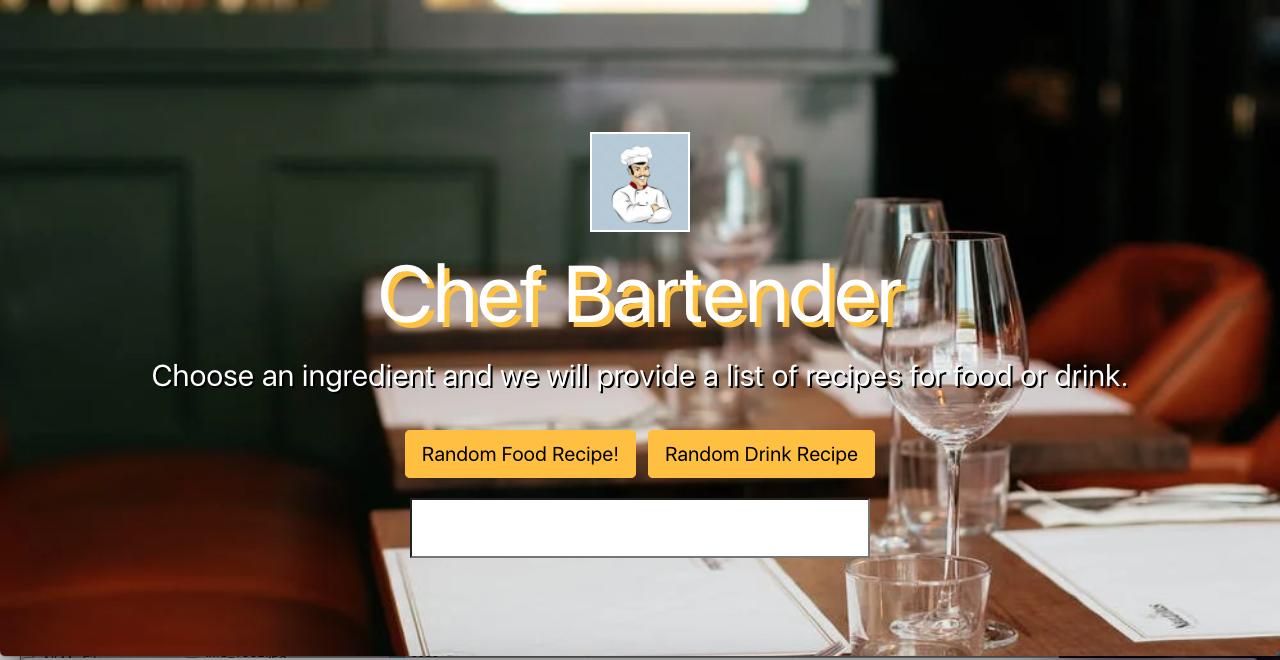 Chef Bartender
Choose an ingredient and we will provide a list of recipes for food or drink.
Random Food Recipe!
Random Drink Recipe